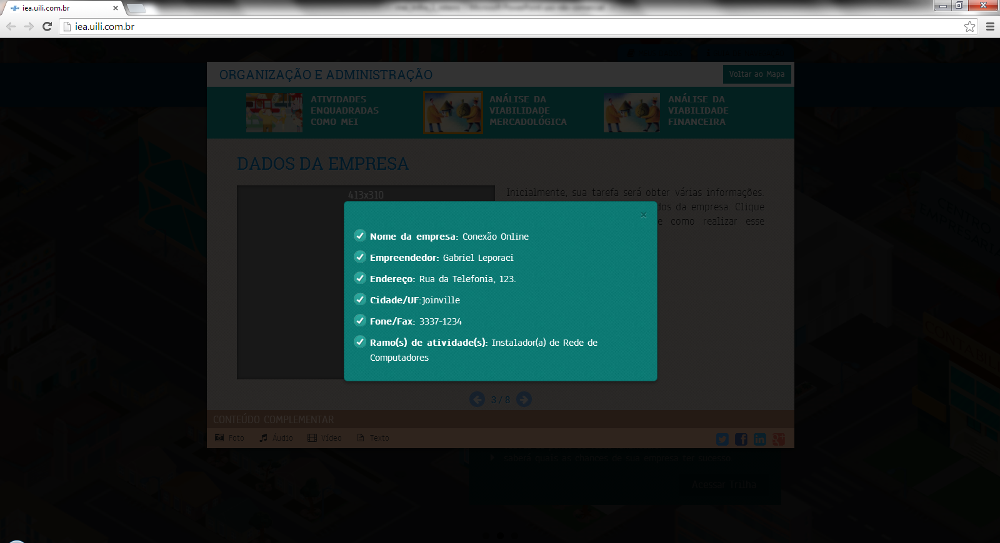 iea.uili.com.br
iea.uili.com.br
ORGANIZAÇÃO E ADMINISTRAÇÃO
Voltar ao Mapa
ATIVIDADES
ENQUADRADAS
COMO MEI
ANÁLISE DA
VIABILIDADE
MERCADOLÓGICA
ANÁLISE DA
VIABILIDADE
FINANCEIRA
DADOS DA EMPRESA
413x310
Inicialmente, sua tarefa será obter várias informações.
da empresa. Clique
como realizar esse
×
Nome da empresa: Conexão Online
Empreendedor: Gabriel Leporaci
Endereço: Rua da Telefonia, 123.
Cidade/UF:Joinville
Fone/Fax: 3337-1234
Ramo(s) de atividade(s): Instalador(a) de Rede de
Computadores
3 / 8
CONTEÚDO COMPLEMENTAR
Foto
Áudio
Vídeo
Texto
saberá quais as chances de sua empresa ter sucesso.
Acessar Trilha
CENTRO